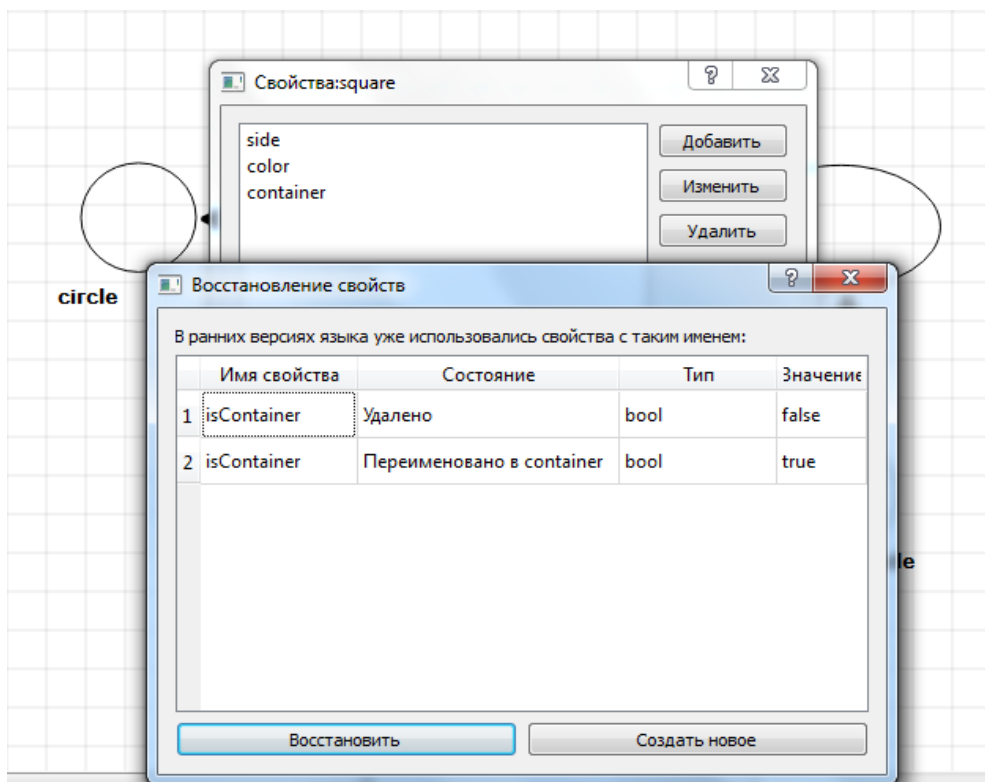 Свойства:square
side
color
container
Добавить
Изменить
Удалить
circle
Восстановление свойств
В ранних версиях языка уже использовались свойства с таким именем:
Имя свойства Состояние Тип Значение
1 isContainer Удалено bool false
2 isContainer Переименовано в container bool true
le
Восстановить Создать новое